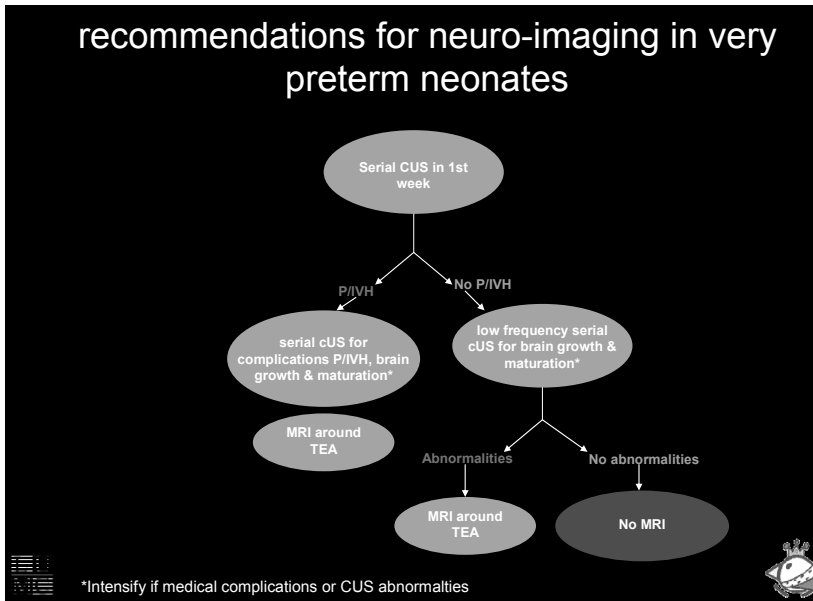 recommendations for neuro-imaging in very
preterm neonates
Serial CUS in 1st
week
P/IVH
No P/IVH
serial cUS for
complications P/IVH, brain
growth & maturation*
low frequency serial
cUS for brain growth &
maturation*
MRI around
TEA
Abnormalities
No abnormalities
MRI around
TEA
No MRI
*Intensify if medical complications or CUS abnormalties